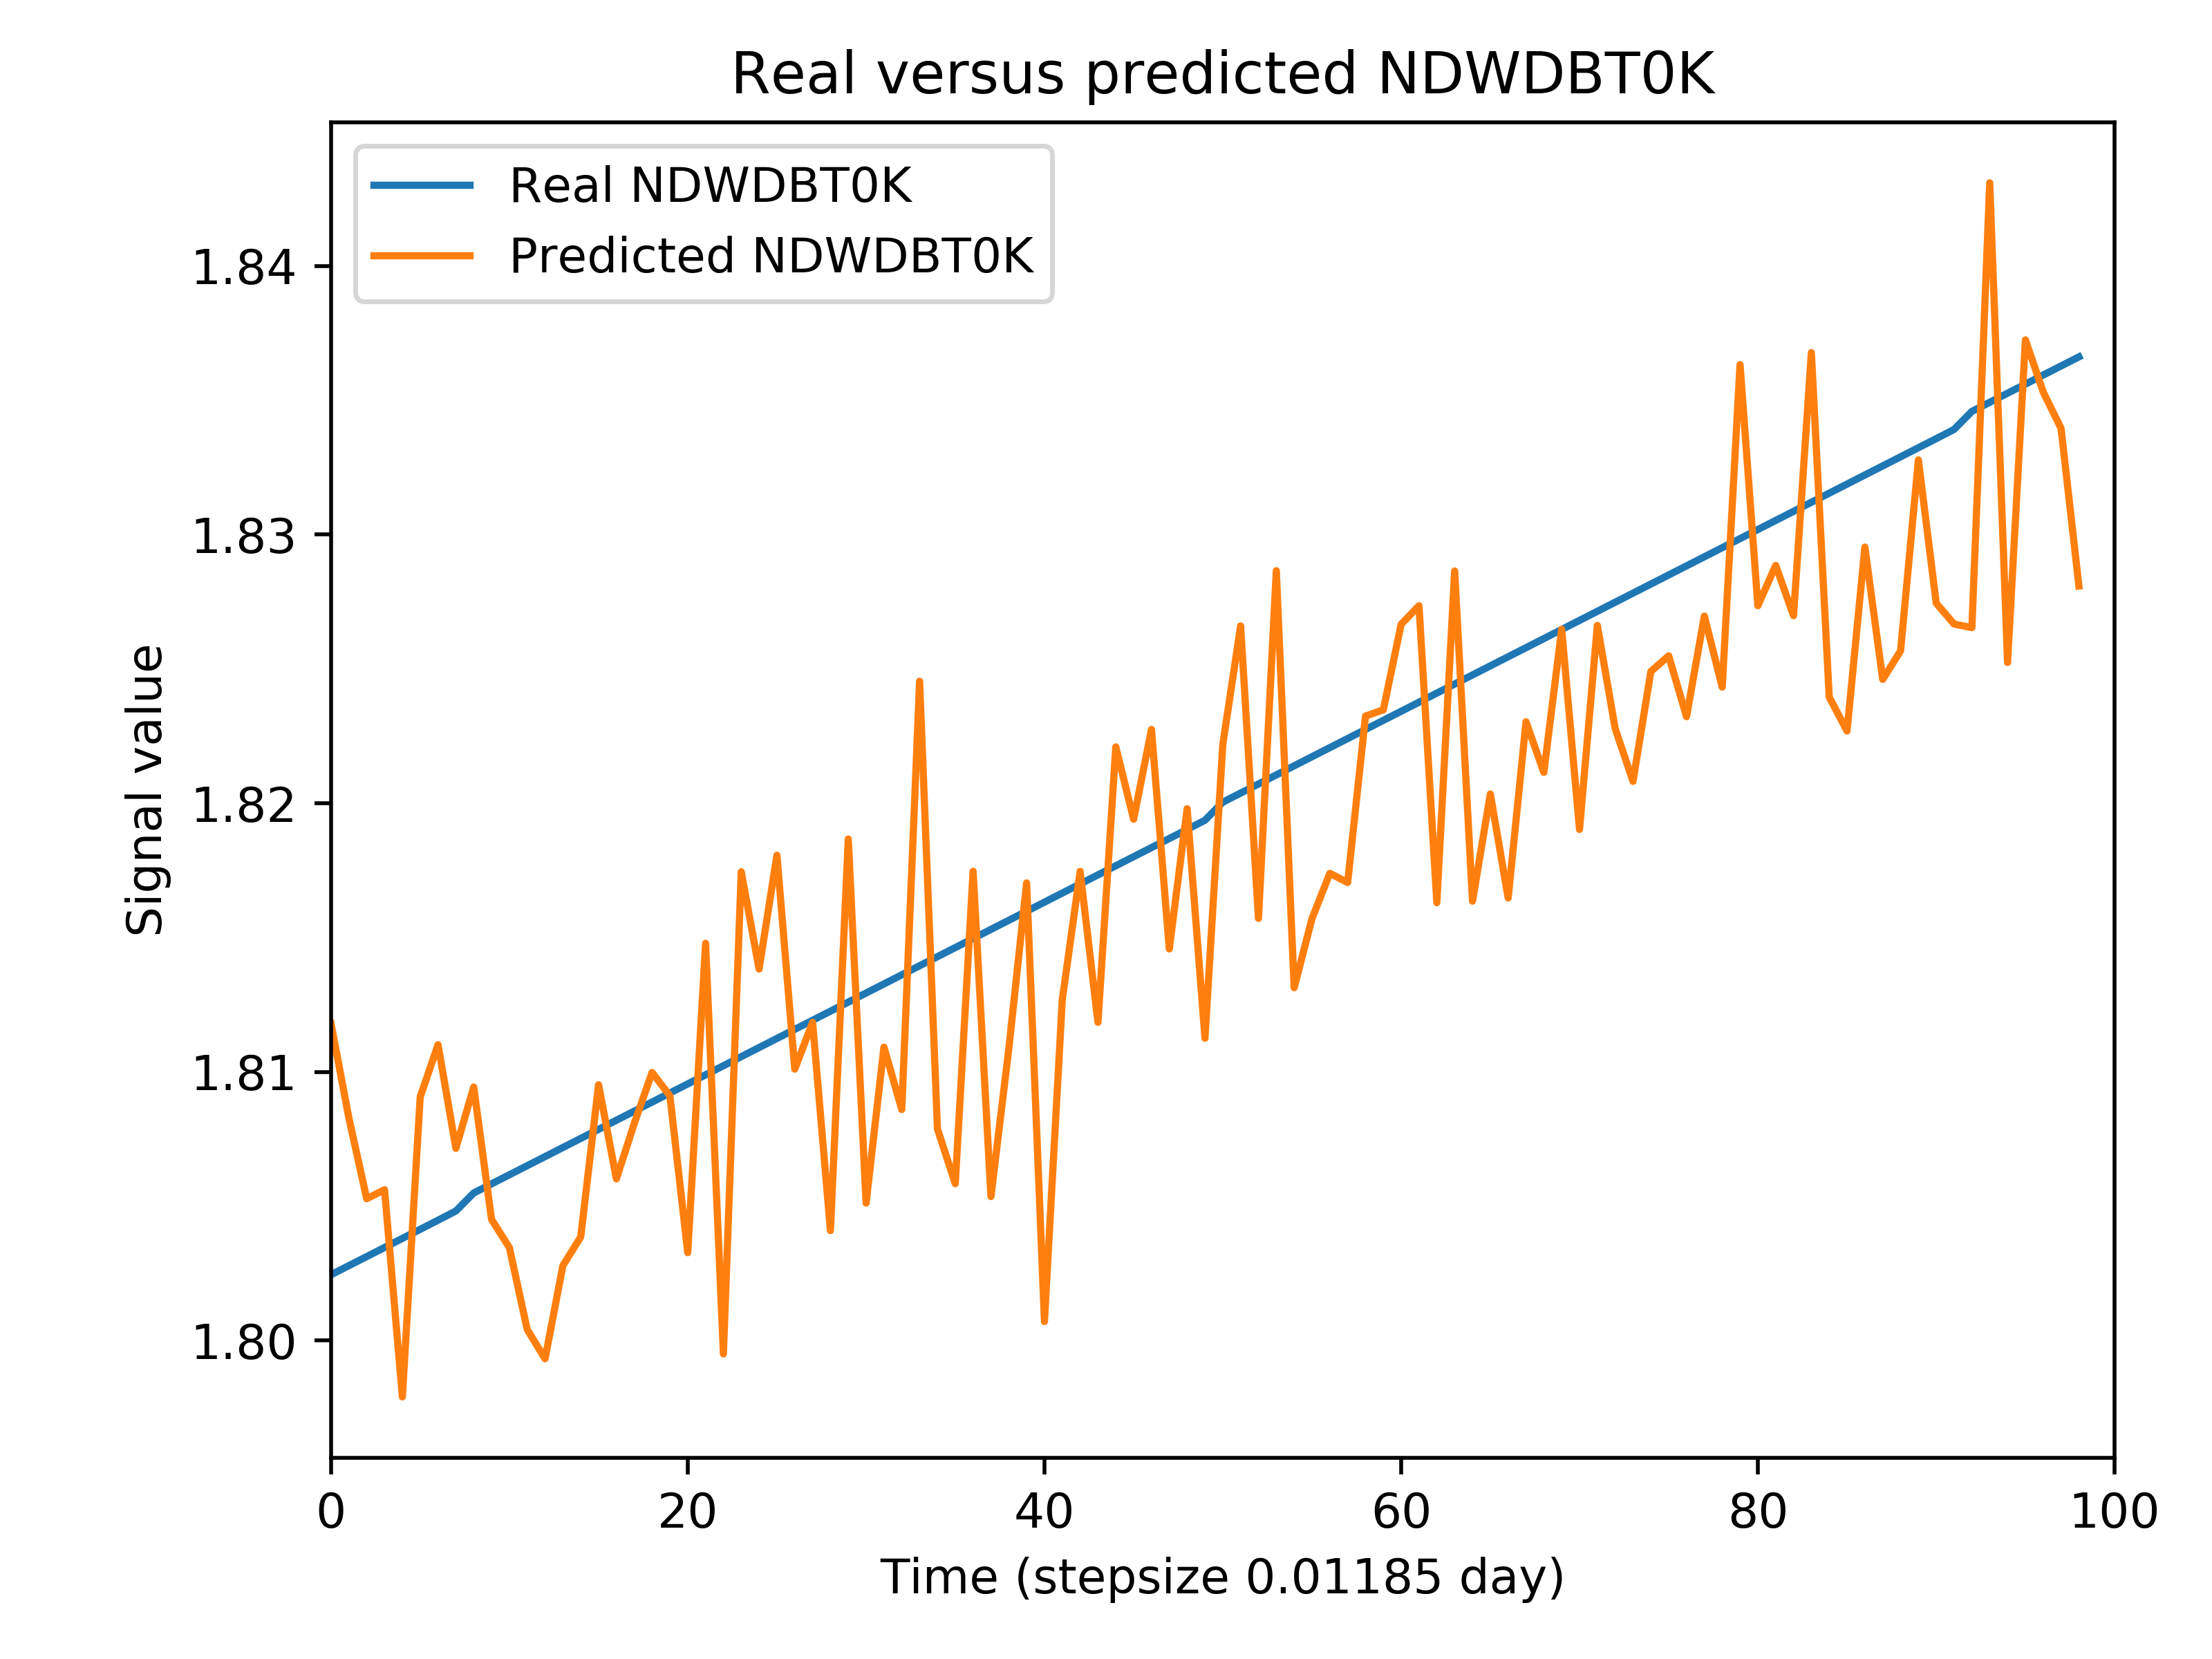 Real versus predicted NDWDBT0K
Real NDWDBT0K
Predicted NDWDBT0K
1.84
1.83
1.82
1.81
1.80
Signal value
0 20 40 60 80 100
Time (stepsize 0.01185 day)